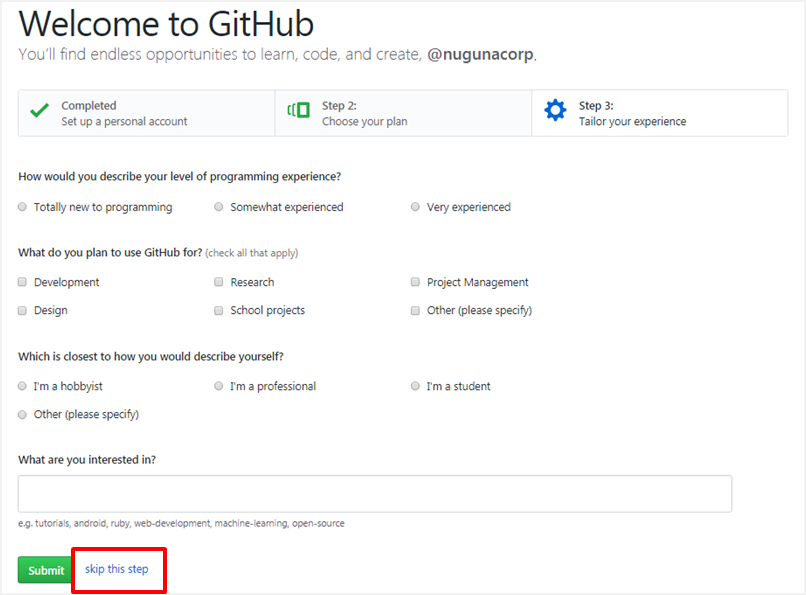 Welcome to GitHub
You'll find endless opportunities to learn, code, and create, @nugunacorp.
Completed
Set up a personal account
Step 2:
Choose your plan
Step 3:
Tailor your experience
How would you describe your level of programming experience?
Totally new to programming Somewhat experienced Very experienced
What do you plan to use GitHub for? (check all that apply)
Development Research Project Management
Design School projects Other (please specify)
Which is closest to how you would describe yourself?
I'm a hobbyist I'm a professional I'm a student
Other (please specify)
What are you interested in?
e.g. tutorials, android, ruby, web-development, machine-learning, open-source
Submit skip this step